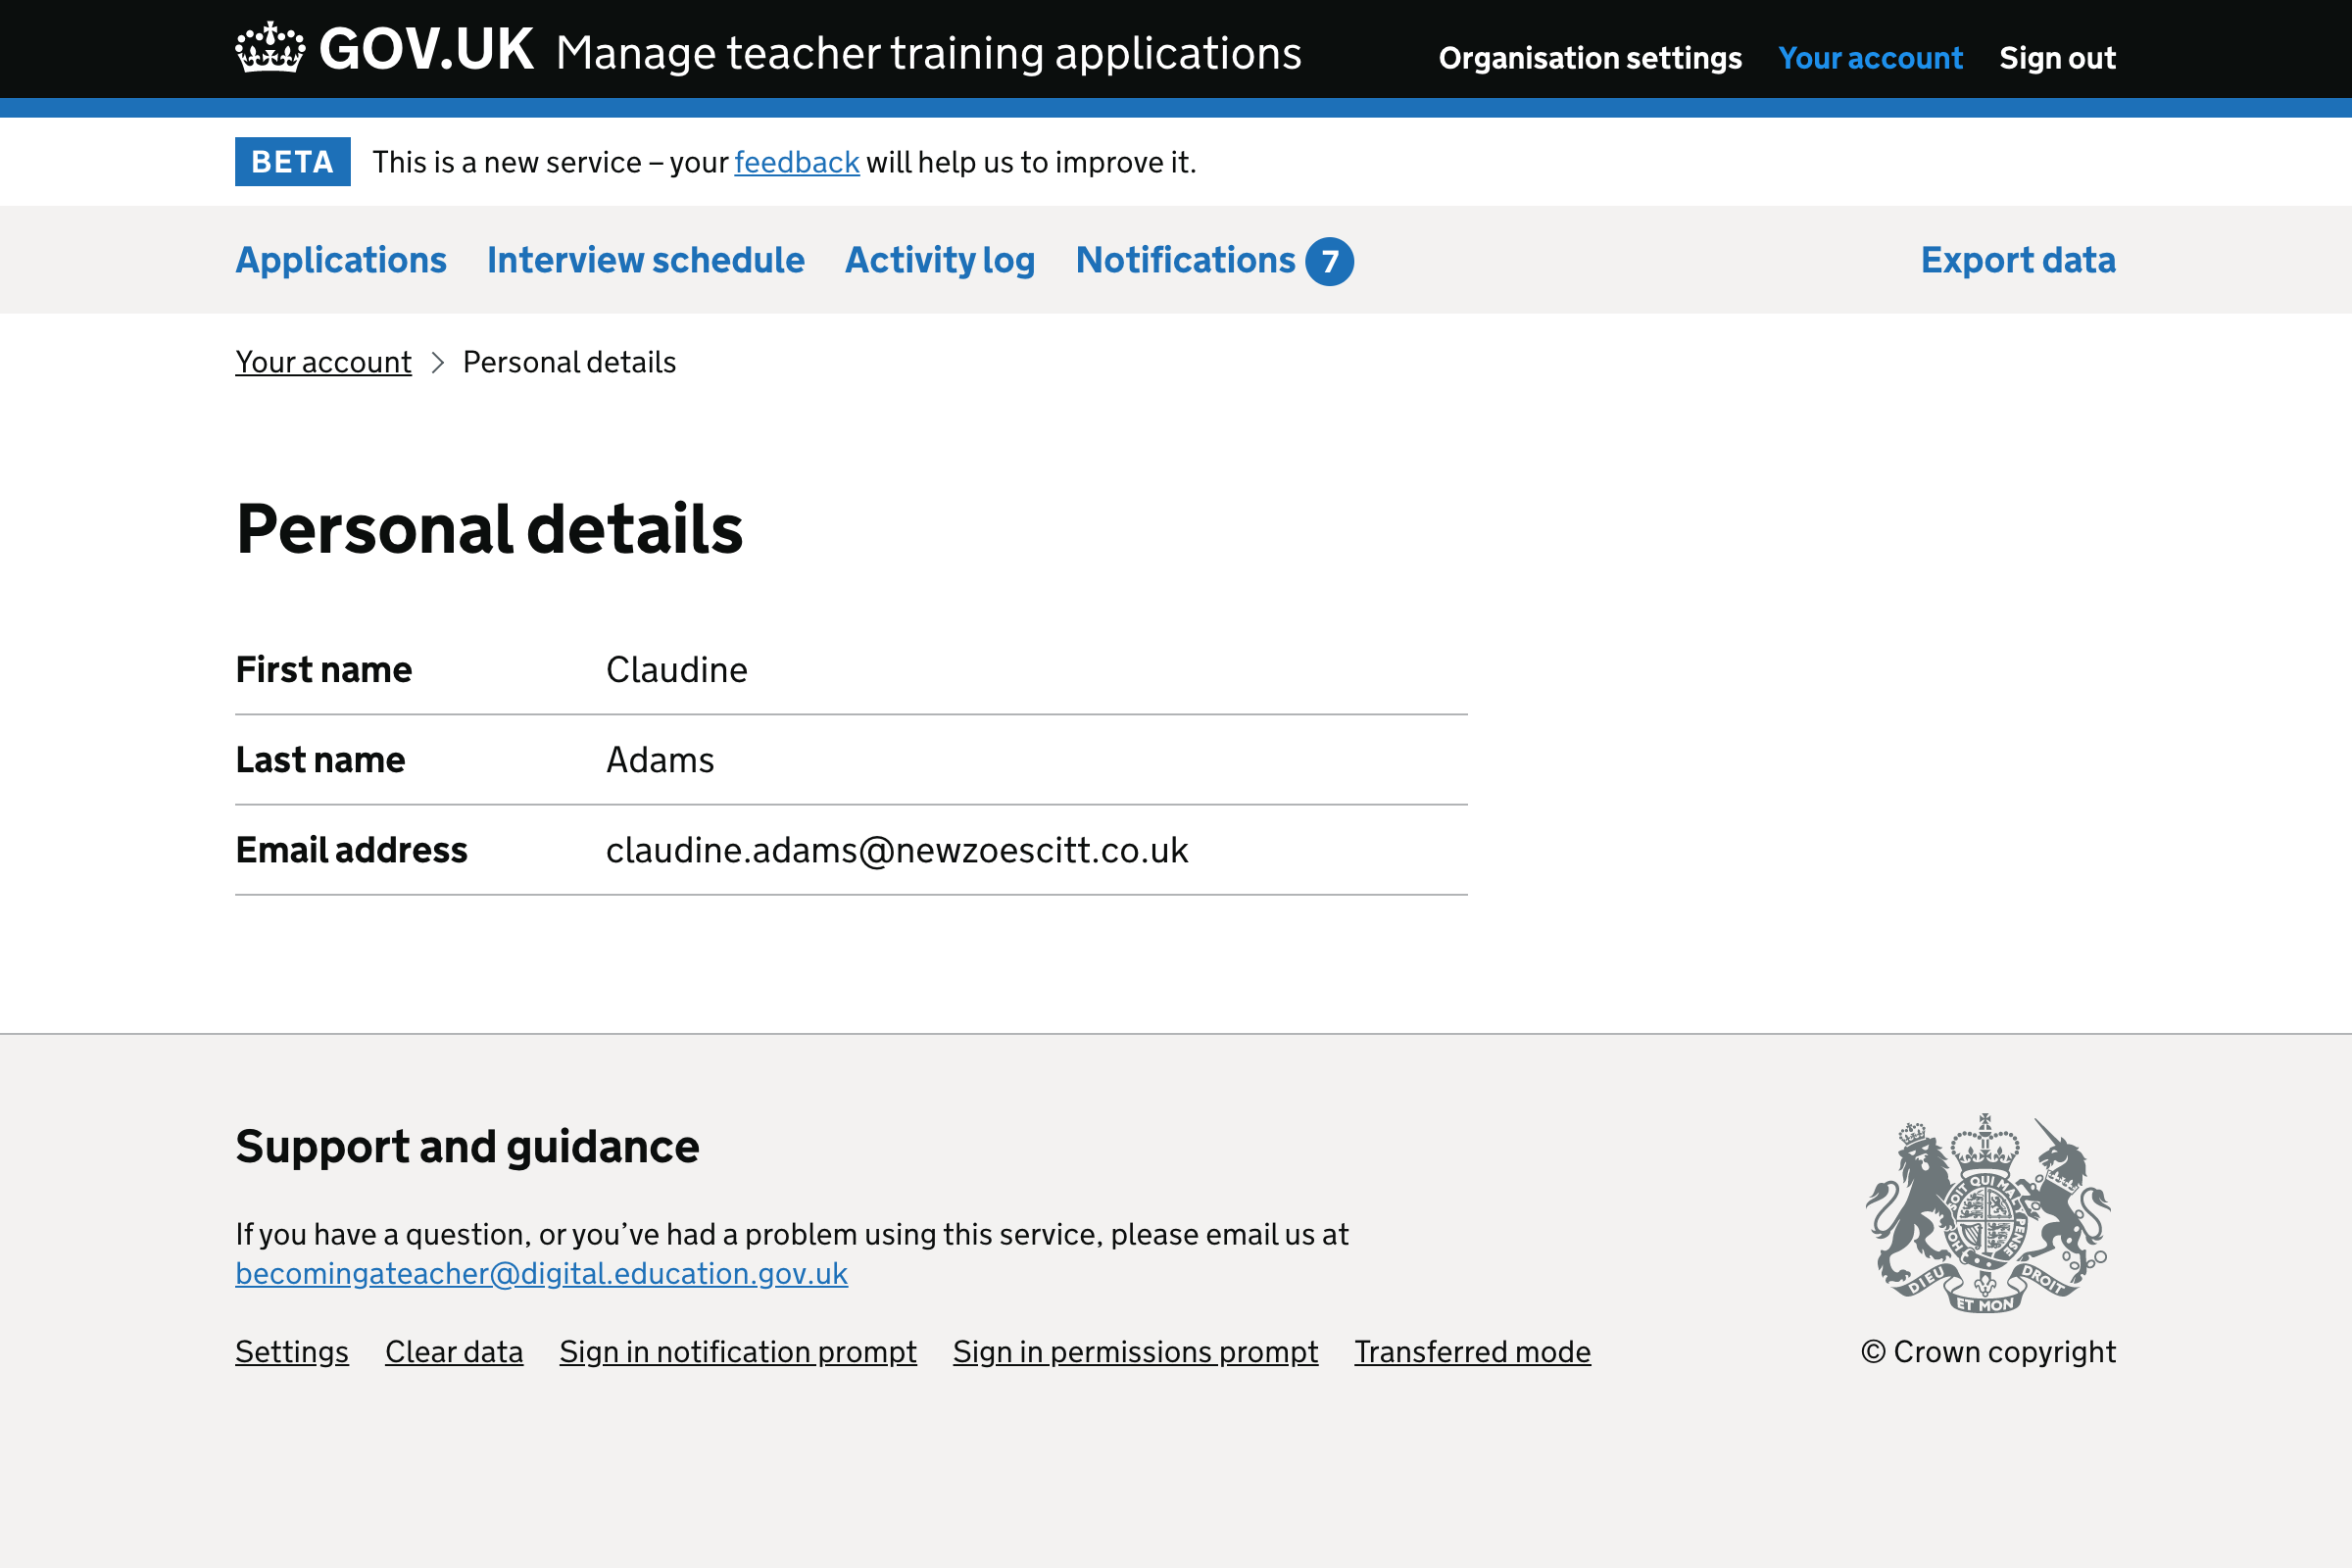 GOV.UK Manage teacher training applications Organisation settings Your account Sign out
BETA This is a new service – your feedback will help us to improve it.
Applications Interview schedule Activity log Notifications 7 Export data
Your account Personal details
Personal details
First name Claudine
Last name Adams
Email address claudine.adams@newzoescitt.co.uk
Support and guidance
If you have a question, or you’ve had a problem using this service, please email us at
becomingateacher@digital.education.gov.uk
QUI MAL PENSE
DIEU ET MON DROIT
Settings Clear data Sign in notification prompt Sign in permissions prompt Transferred mode © Crown copyright